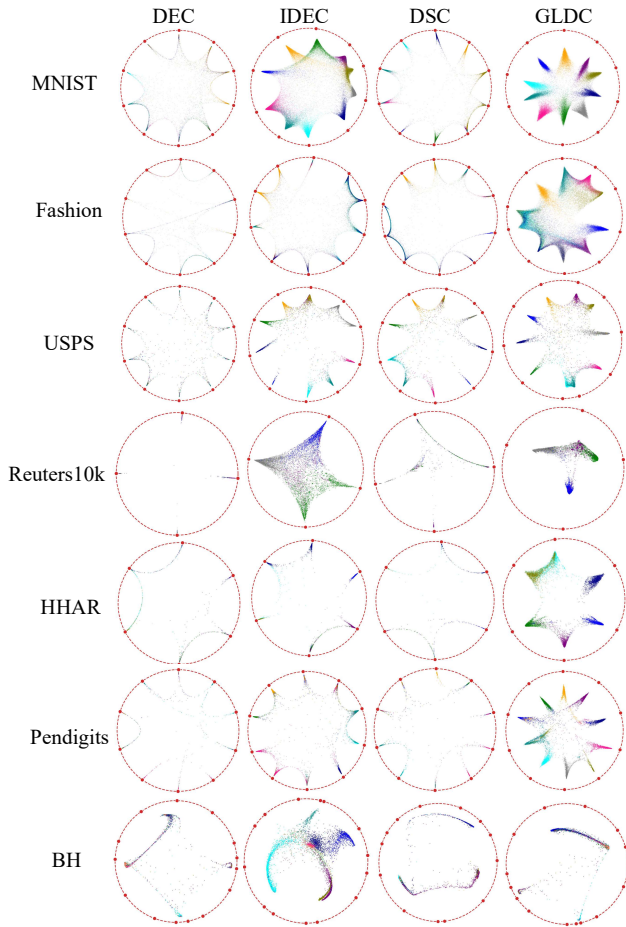 DEC IDEC DSC GLDC
MNIST
Fashion
USPS
Reuters10k
HHAR
Pendigits
BH